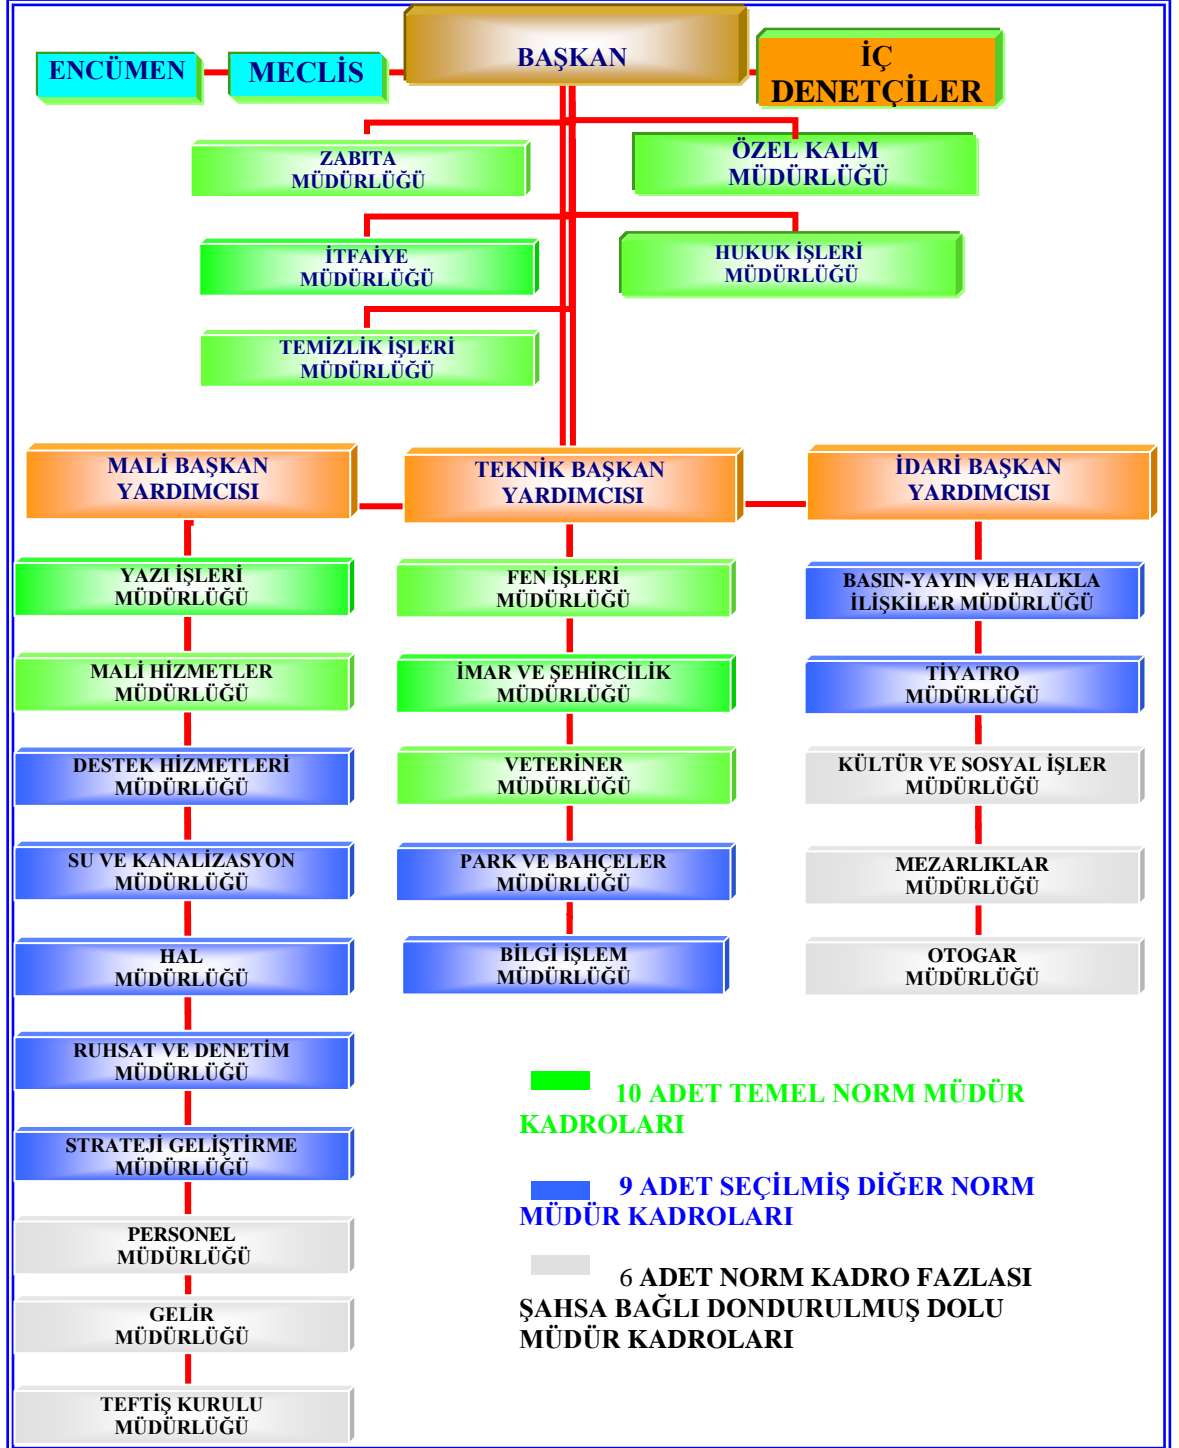 ENCÜMEN
MECLİS
BAŞKAN
İÇ
DENETÇİLER
ZABITA
MÜDÜRLÜĞÜ
ÖZEL KALM
MÜDÜRLÜĞÜ
İTFAİYE
MÜDÜRLÜĞÜ
HUKUK İŞLERİ
MÜDÜRLÜĞÜ
TEMİZLİK İŞLERİ
MÜDÜRLÜĞÜ
MALİ BAŞKAN
YARDIMCISI
TEKNİK BAŞKAN
YARDIMCISI
İDARİ BAŞKAN
YARDIMCISI
YAZI İŞLERİ
MÜDÜRLÜĞÜ
MALİ HİZMETLER
MÜDÜRLÜĞÜ
DESTEK HİZMETLERİ
MÜDÜRLÜĞÜ
SU VE KANALİZASYON
MÜDÜRLÜĞÜ
HAL
MÜDÜRLÜĞÜ
RUHSAT VE DENETİM
MÜDÜRLÜĞÜ
STRATEJİ GELİŞTİRME
MÜDÜRLÜĞÜ
PERSONEL
MÜDÜRLÜĞÜ
GELİR
MÜDÜRLÜĞÜ
TEFTİŞ KURULU
MÜDÜRLÜĞÜ
FEN İŞLERİ
MÜDÜRLÜĞÜ
İMAR VE ŞEHİRCİLİK
MÜDÜRLÜĞÜ
VETERİNER
MÜDÜRLÜĞÜ
PARK VE BAHÇELER
MÜDÜRLÜĞÜ
BİLGİ İŞLEM
MÜDÜRLÜĞÜ
BASIN-YAYIN VE HALKLA
İLİŞKİLER MÜDÜRLÜĞÜ
TİYATRO
MÜDÜRLÜĞÜ
KÜLTÜR VE SOSYAL İŞLER
MÜDÜRLÜĞÜ
MEZARLIKLAR
MÜDÜRLÜĞÜ
OTOGAR
MÜDÜRLÜĞÜ
10 ADET TEMEL NORM MÜDÜR
KADROLARI
9 ADET SEÇİLMİŞ DİĞER NORM
MÜDÜR KADROLARI
6 ADET NORM KADRO FAZLASI
ŞAHSA BAĞLI DONDURULMUŞ DOLU
MÜDÜR KADROLARI